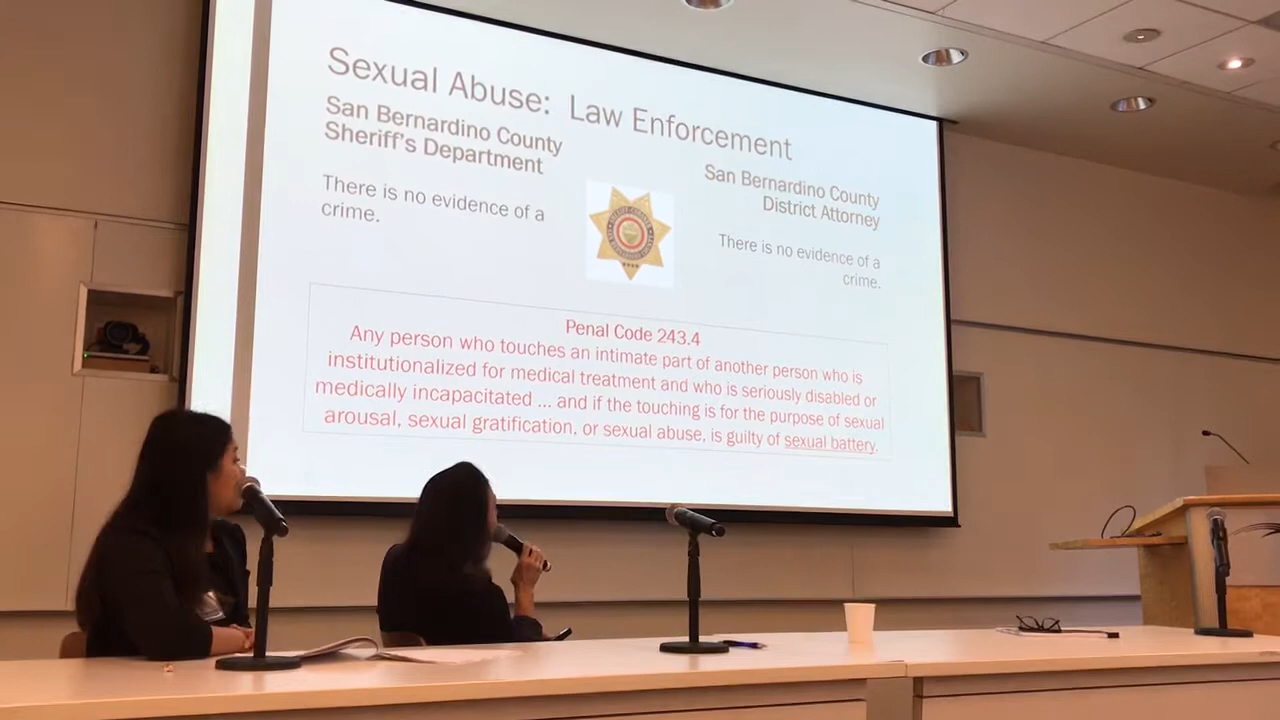 Sexual Abuse: Law Enforcement
San Bernardino County
Sheriff's Department
There is no evidence of a
crime.
San Bernardino County
District Attorney
There is no evidence of a
crime.
Penal Code 243.4
Any person who touches an intimate part of another person who is
institutionalized for medical treatment and who is seriously disabled or
medically incapacitated ... and if the touching is for the purpose of sexual
arousal, sexual gratification, or sexual abuse, is guilty of sexual battery.